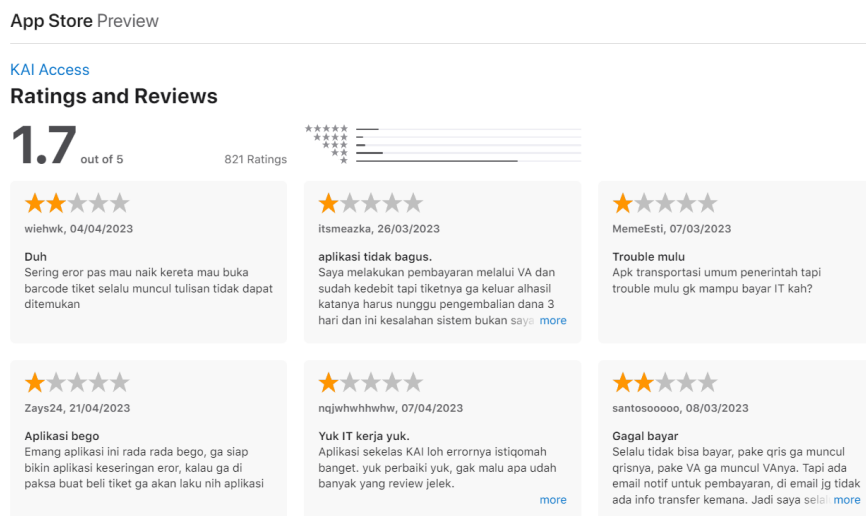 App Store Preview
KAI Access
Ratings and Reviews
1.7 out of 5
821 Ratings
wiehwk, 04/04/2023
Duh
Sering eror pas mau naik kereta mau buka
barcode tiket selalu muncul tulisan tidak dapat
ditemukan
itsmeazka, 26/03/2023
aplikasi tidak bagus.
Saya melakukan pembayaran melalui VA dan
sudah kedebit tapi tiketnya ga keluar alhasil
katanya harus nunggu pengembalian dana 3
hari dan ini kesalahan sistem bukan saya more
MemeEsti, 07/03/2023
Trouble mulu
Apk transportasi umum penerintah tapi
trouble mulu gk mampu bayar IT kah?
Zays24, 21/04/2023
Aplikasi bego
Emang aplikasi ini rada rada bego, ga siap
bikin aplikasi keseringan eror, kalau ga di
paksa buat beli tiket ga akan laku nih aplikasi
nqjwhwhhwhw, 07/04/2023
Yuk IT kerja yuk.
Aplikasi sekelas KAI loh errornya istiqomah
banget. yuk perbaiki yuk, gak malu apa udah
banyak yang review jelek.
more
santosooooo, 08/03/2023
Gagal bayar
Selalu tidak bisa bayar, pake qris ga muncul
qrisnya, pake VA ga muncul VAnya. Tapi ada
email notif untuk pembayaran, di email jg tidak
ada info transfer kemana. Jadi saya more